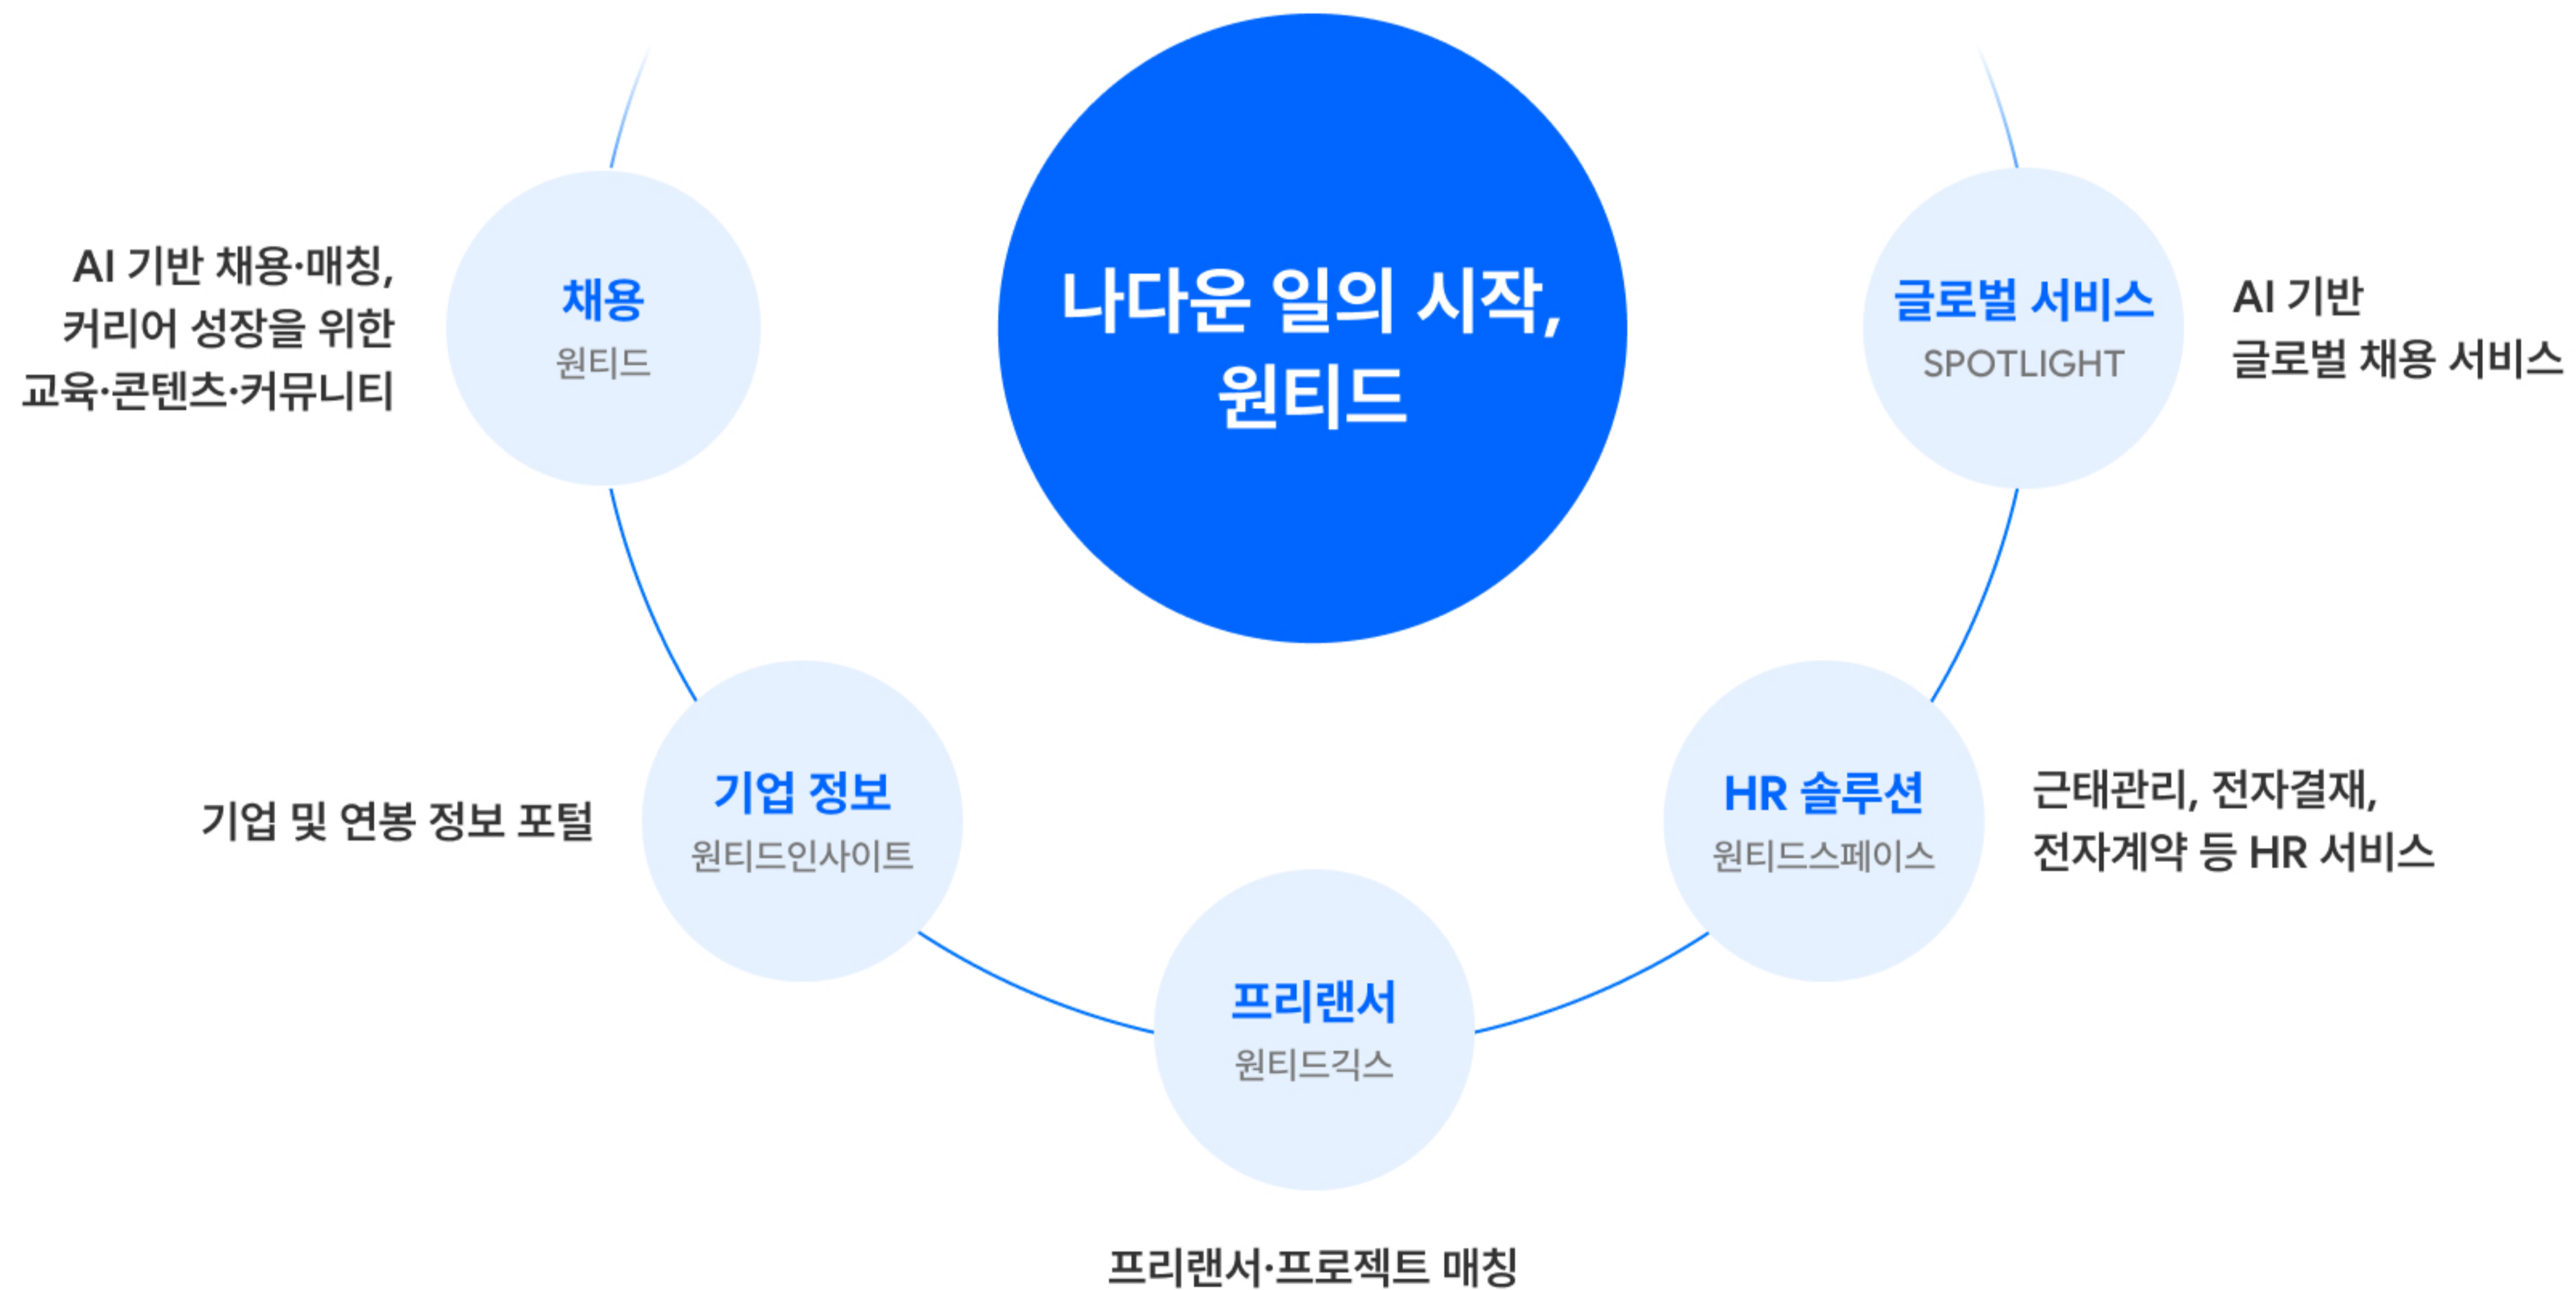 나다운 일의 시작,
원티드
AI 기반 채용·매칭,
커리어 성장을 위한
교육·콘텐츠·커뮤니티
채용
원티드
글로벌 서비스
SPOTLIGHT
AI 기반
글로벌 채용 서비스
기업 및 연봉 정보 포털
기업 정보
원티드인사이트
HR 솔루션
원티드스페이스
근태관리, 전자결재,
전자계약 등 HR 서비스
프리랜서
원티드긱스
프리랜서·프로젝트 매칭